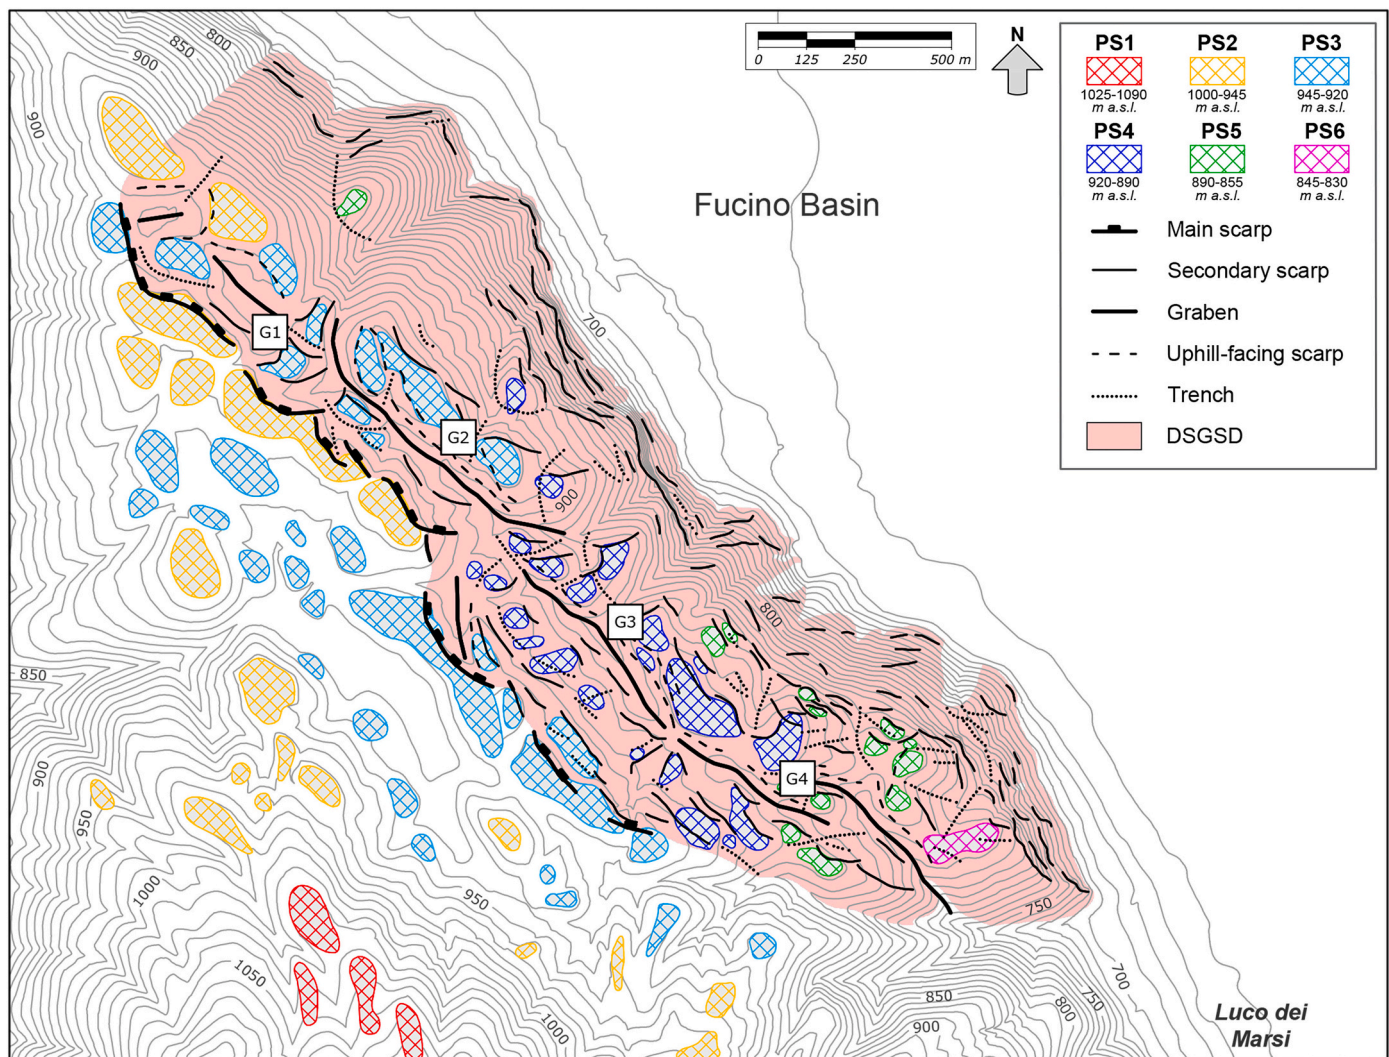 900
850
800
900
0 125 250 500 m
N
Fucino Basin
PS1
PS2
PS3
1025-1090
m a.s.l.
1000-945
m a.s.l.
945-920
m a.s.l.
PS4
PS5
PS6
920-890
m a.s.l.
890-855
m a.s.l.
845-830
m a.s.l.
Main scarp
Secondary scarp
Graben
Uphill-facing scarp
Trench
DSGSD
700
G1
G2
900
G3
800
850
G4
900
950
1000
950
750
1050
1000
700
750
800
850
900
Luco dei
Marsi